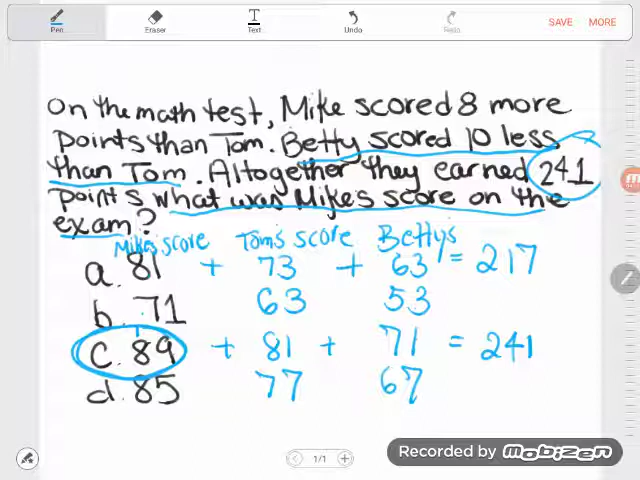 Pen
Eraser
Text
Undo
Redo
SAVE
MORE
On the math test, Mike scored 8 more
points than Tom. Betty scored 10 less
than Tom. Altogether they earned 241
points what was Mike's score on the
exam?
Mikes score Tom's score Bettys
a. 81 + 73 + 63 = 217
b. 71 63 53
c. 89 + 81 + 71 = 241
d. 85 77 67
1/1
Recorded by mobizen